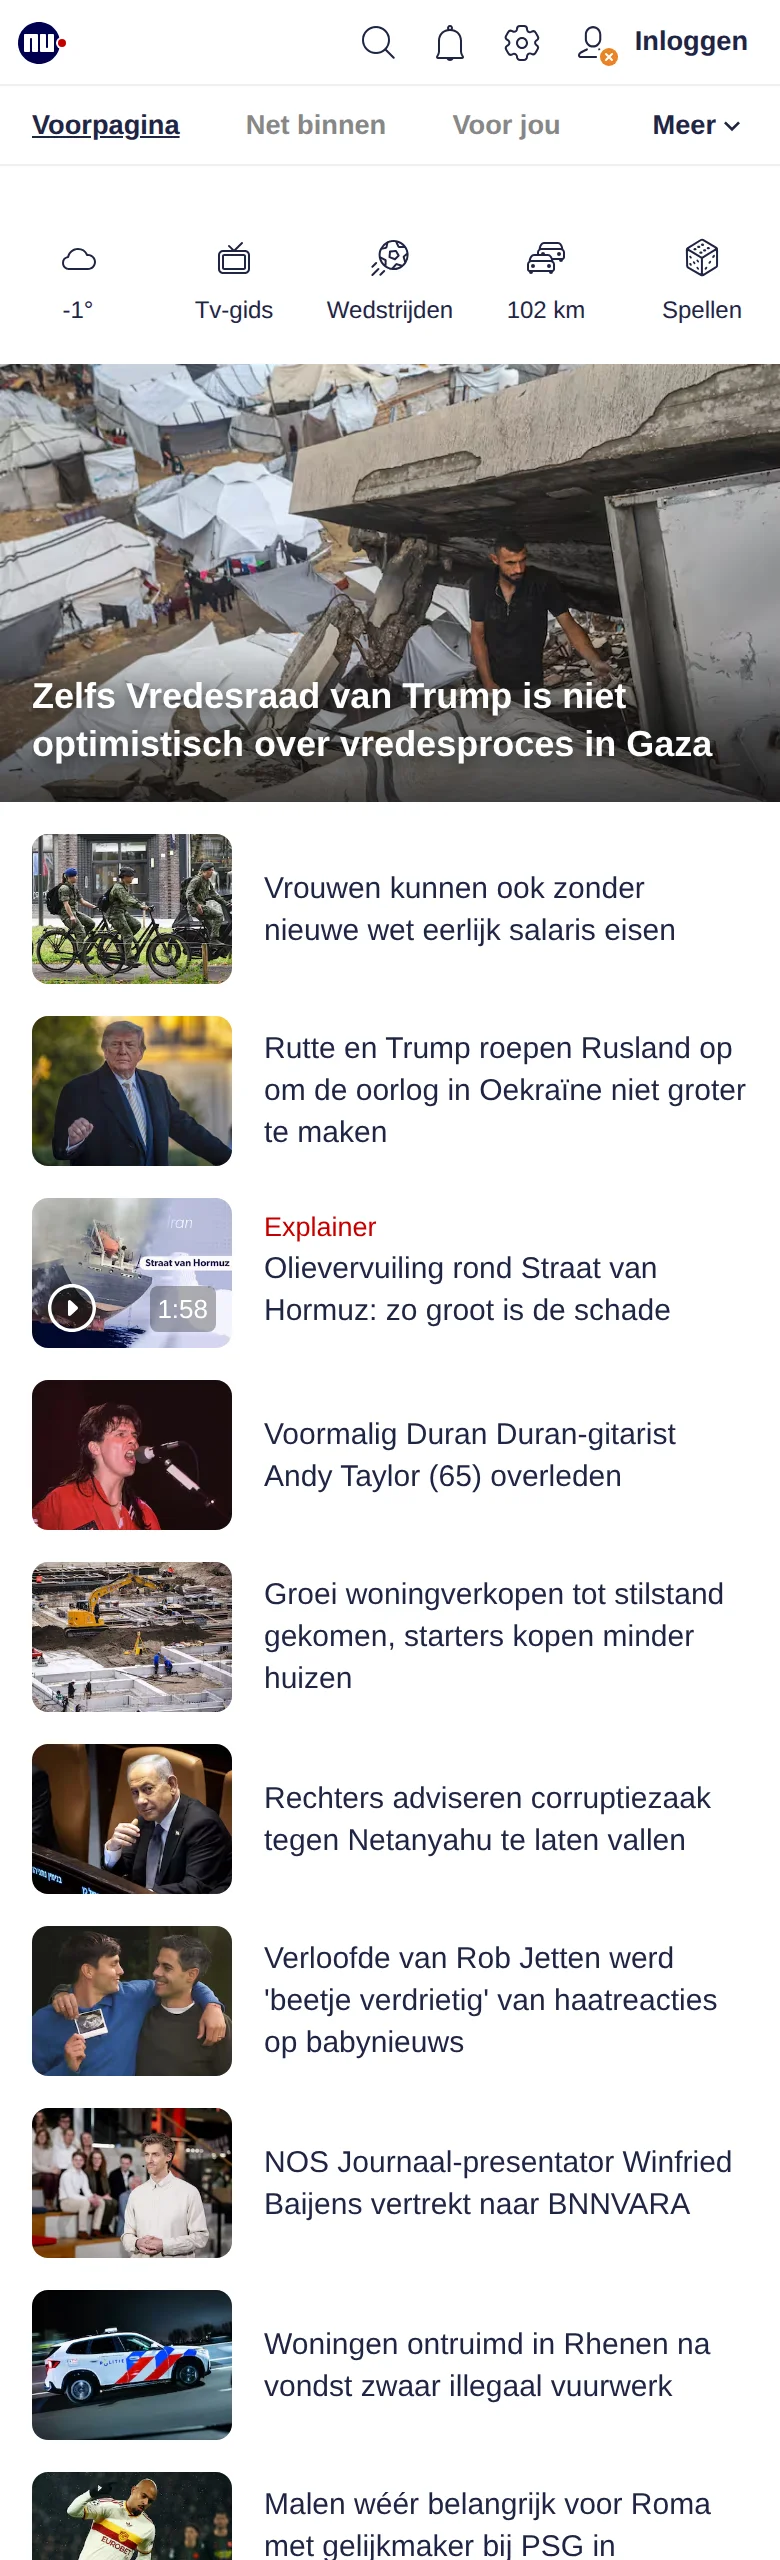 nu
Inloggen
Voorpagina
Net binnen
Voor jou
Meer
-1°
Tv-gids
Wedstrijden
102 km
Spellen
Zelfs Vredesraad van Trump is niet
optimistisch over vredesproces in Gaza
Vrouwen kunnen ook zonder
nieuwe wet eerlijk salaris eisen
Rutte en Trump roepen Rusland op
om de oorlog in Oekraïne niet groter
te maken
Iran
Straat van Hormuz
1:58
Explainer
Olievervuiling rond Straat van
Hormuz: zo groot is de schade
Voormalig Duran Duran-gitarist
Andy Taylor (65) overleden
Groei woningverkopen tot stilstand
gekomen, starters kopen minder
huizen
Rechters adviseren corruptiezaak
tegen Netanyahu te laten vallen
Verloofde van Rob Jetten werd
'beetje verdrietig' van haatreacties
op babynieuws
NOS Journaal-presentator Winfried
Baijens vertrekt naar BNNVARA
POLITIE
Woningen ontruimd in Rhenen na
vondst zwaar illegaal vuurwerk
EUROBET
Malen wéér belangrijk voor Roma
met gelijkmaker bij PSG in